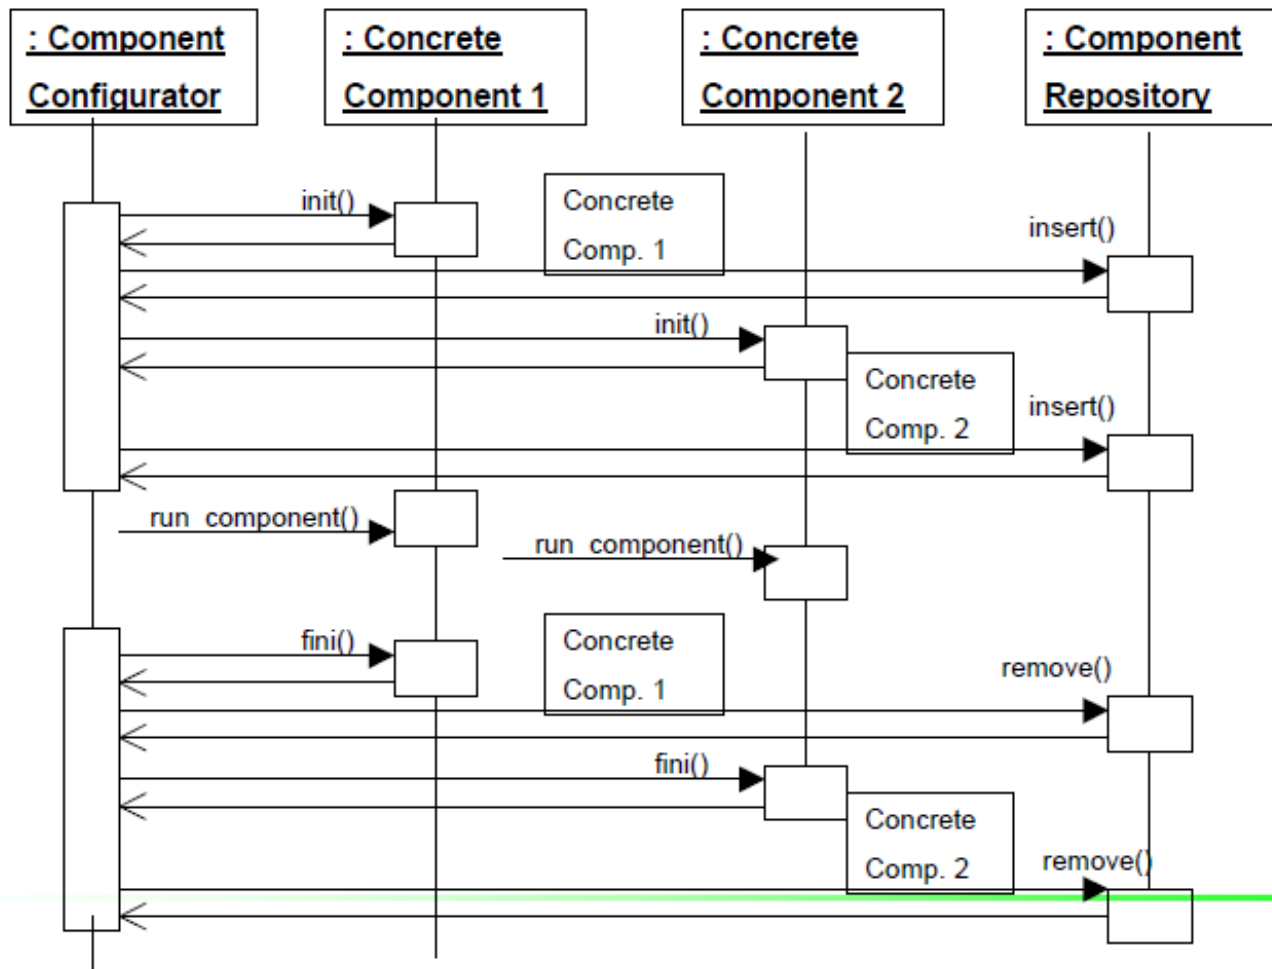 : Component
Configurator
: Concrete
Component 1
: Concrete
Component 2
: Component
Repository
init()
Concrete
Comp. 1
insert()
init()
Concrete
Comp. 2
insert()
run_component()
run_component()
fini()
Concrete
Comp. 1
remove()
fini()
Concrete
Comp. 2
remove()